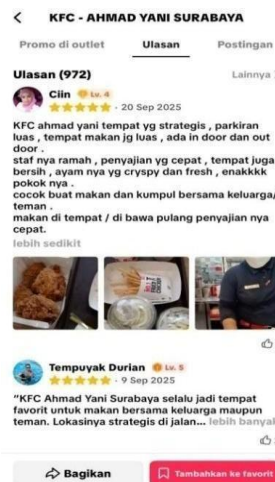 KFC - AHMAD YANI SURABAYA
Promo di outlet Ulasan Postingan
Ulasan (972) Lainnya
Ciin Lv. 4
20 Sep 2025
KFC ahmad yani tempat yg strategis , parkiran
luas , tempat makan jg luas , ada in door dan out
door .
staf nya ramah , penyajian yg cepat , tempat juga
bersih , ayam nya yg cryspy dan fresh , enakkkk
pokok nya .
cocok buat makan dan kumpul bersama keluarga/
teman .
makan di tempat / di bawa pulang penyajian nya
cepat.
lebih sedikit
Tempuyak Durian Lv. 5
9 Sep 2025
“KFC Ahmad Yani Surabaya selalu jadi tempat
favorit untuk makan bersama keluarga maupun
teman. Lokasinya strategis di jalan... lebih banyak
Bagikan
Tambahkan ke favorit